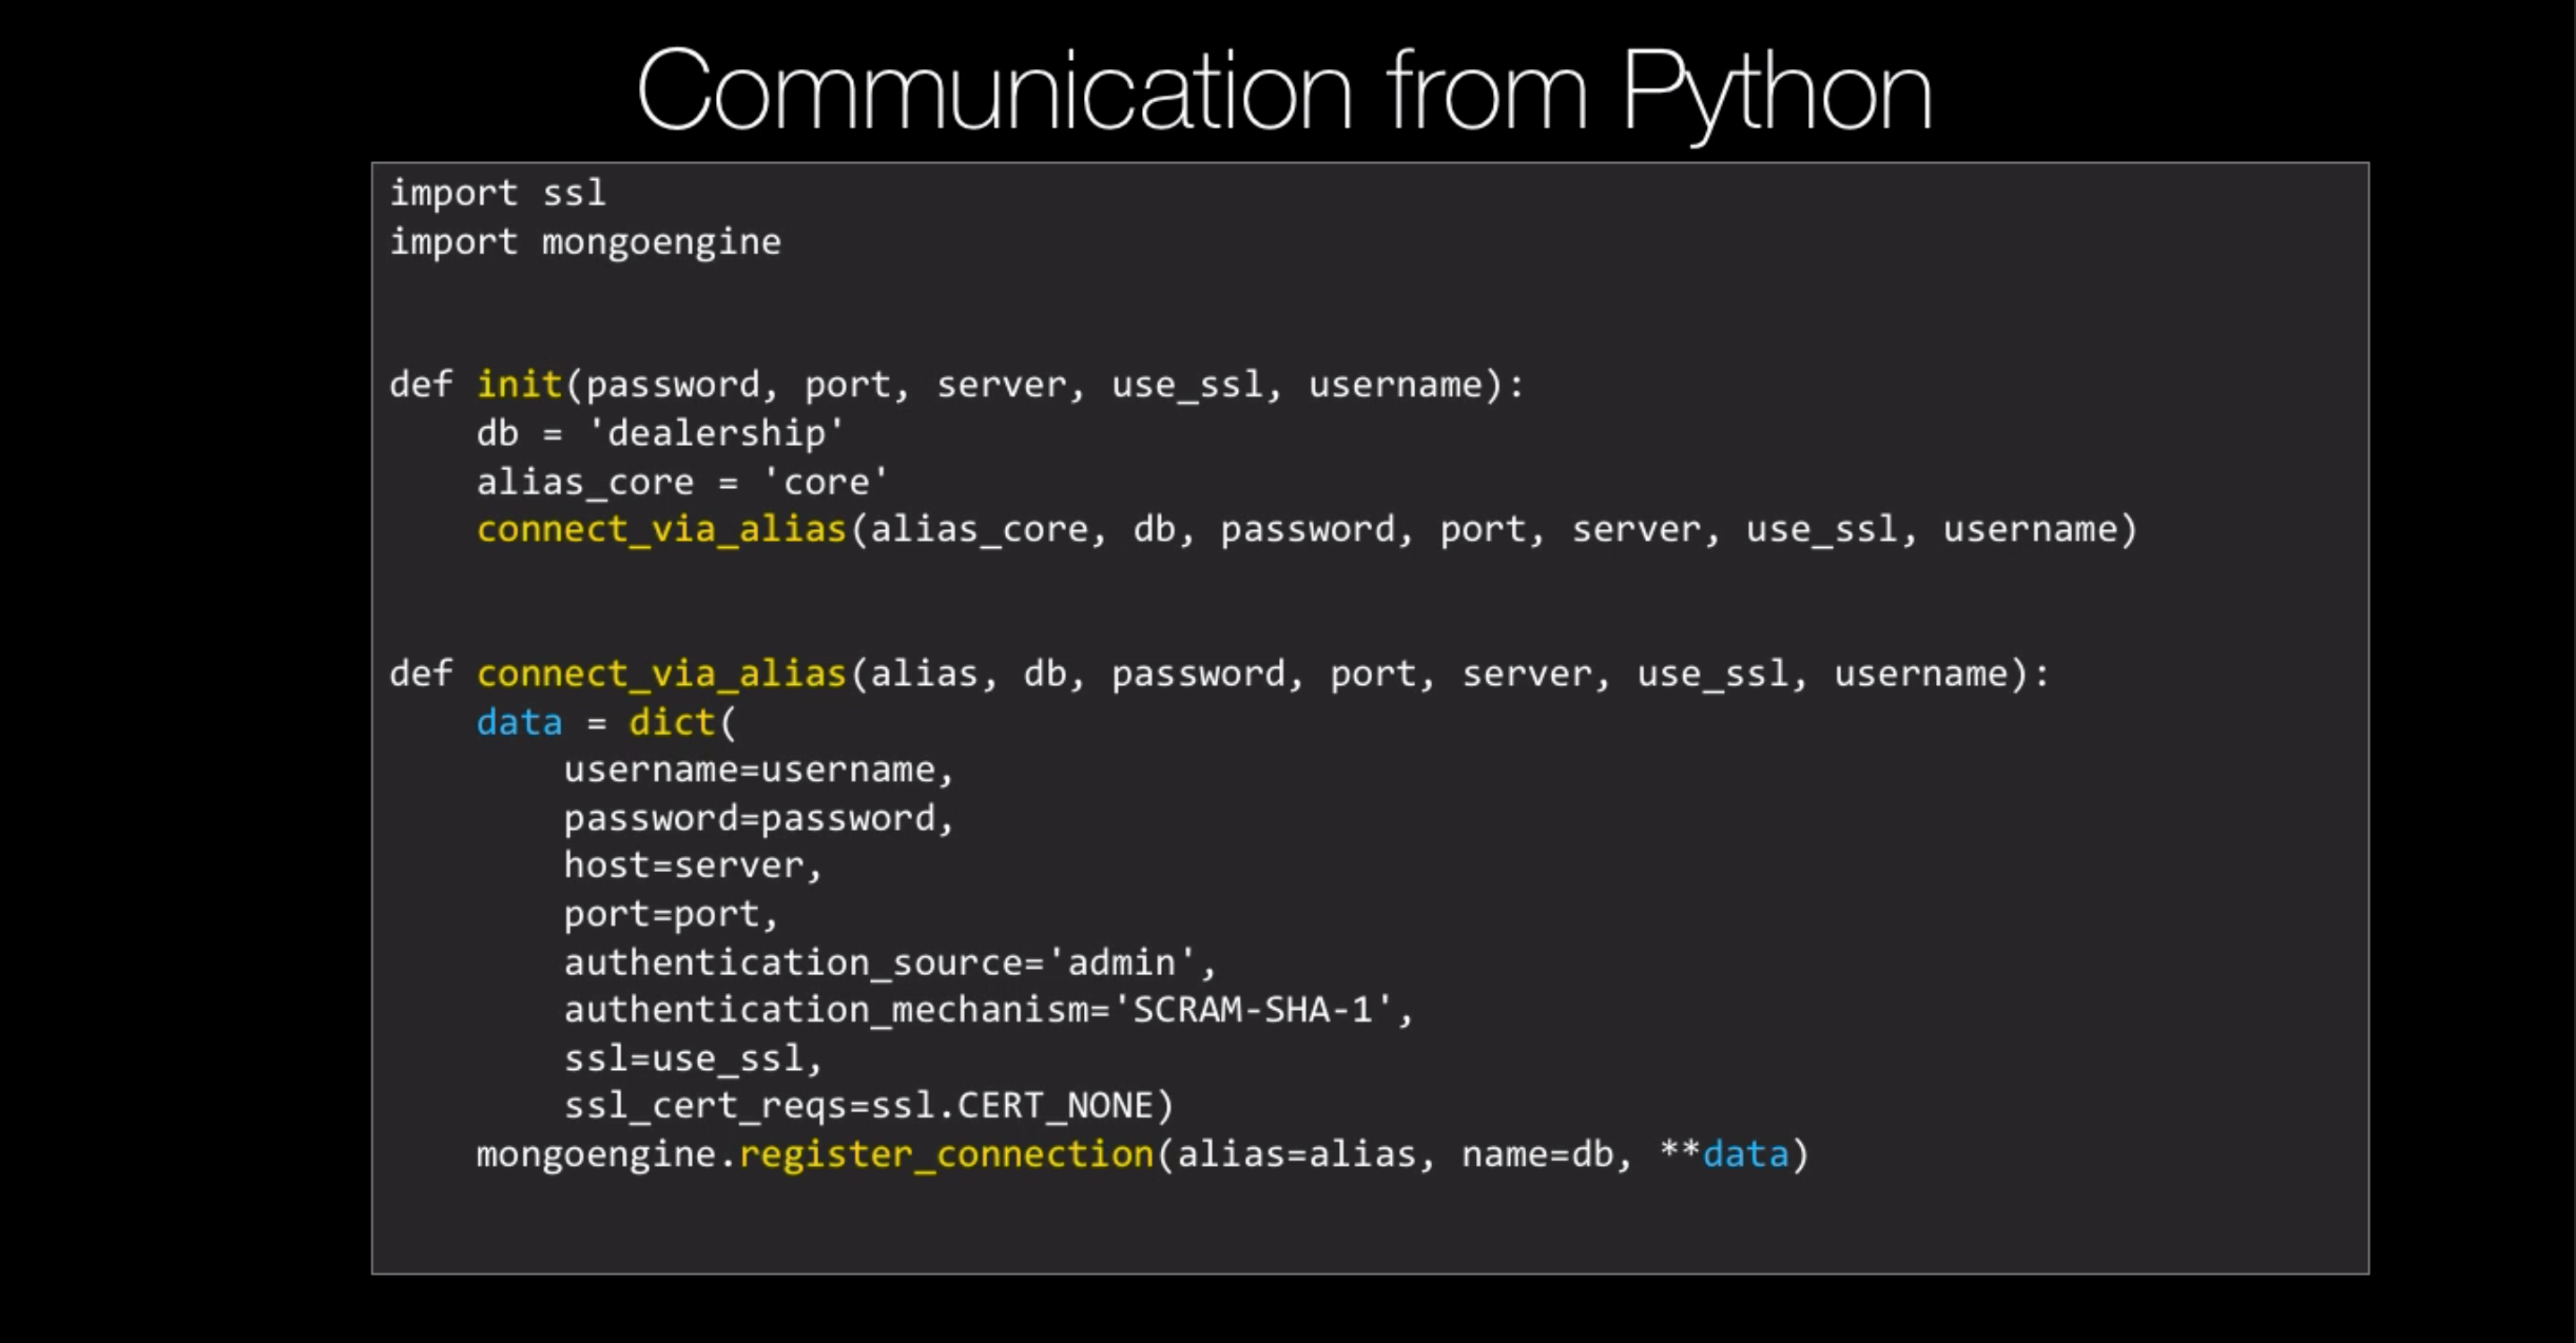 Communication from Python
import ssl
import mongoengine
def init(password, port, server, use_ssl, username):
    db = 'dealership'
    alias_core = 'core'
    connect_via_alias(alias_core, db, password, port, server, use_ssl, username)
def connect_via_alias(alias, db, password, port, server, use_ssl, username):
    data = dict(
        username=username,
        password=password,
        host=server,
        port=port,
        authentication_source='admin',
        authentication_mechanism='SCRAM-SHA-1',
        ssl=use_ssl,
        ssl_cert_reqs=ssl.CERT_NONE)
    mongoengine.register_connection(alias=alias, name=db, **data)